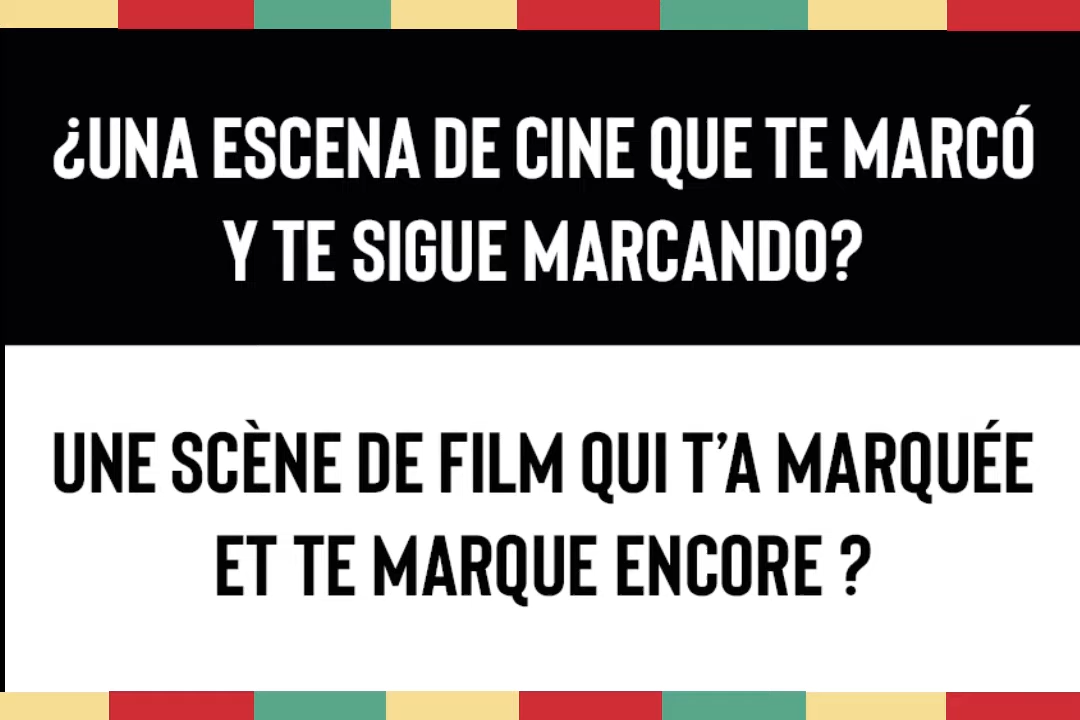 ¿UNA ESCENA DE CINE QUE TE MARCÓ
Y TE SIGUE MARCANDO?
UNE SCÈNE DE FILM QUI T’A MARQUÉE
ET TE MARQUE ENCORE ?